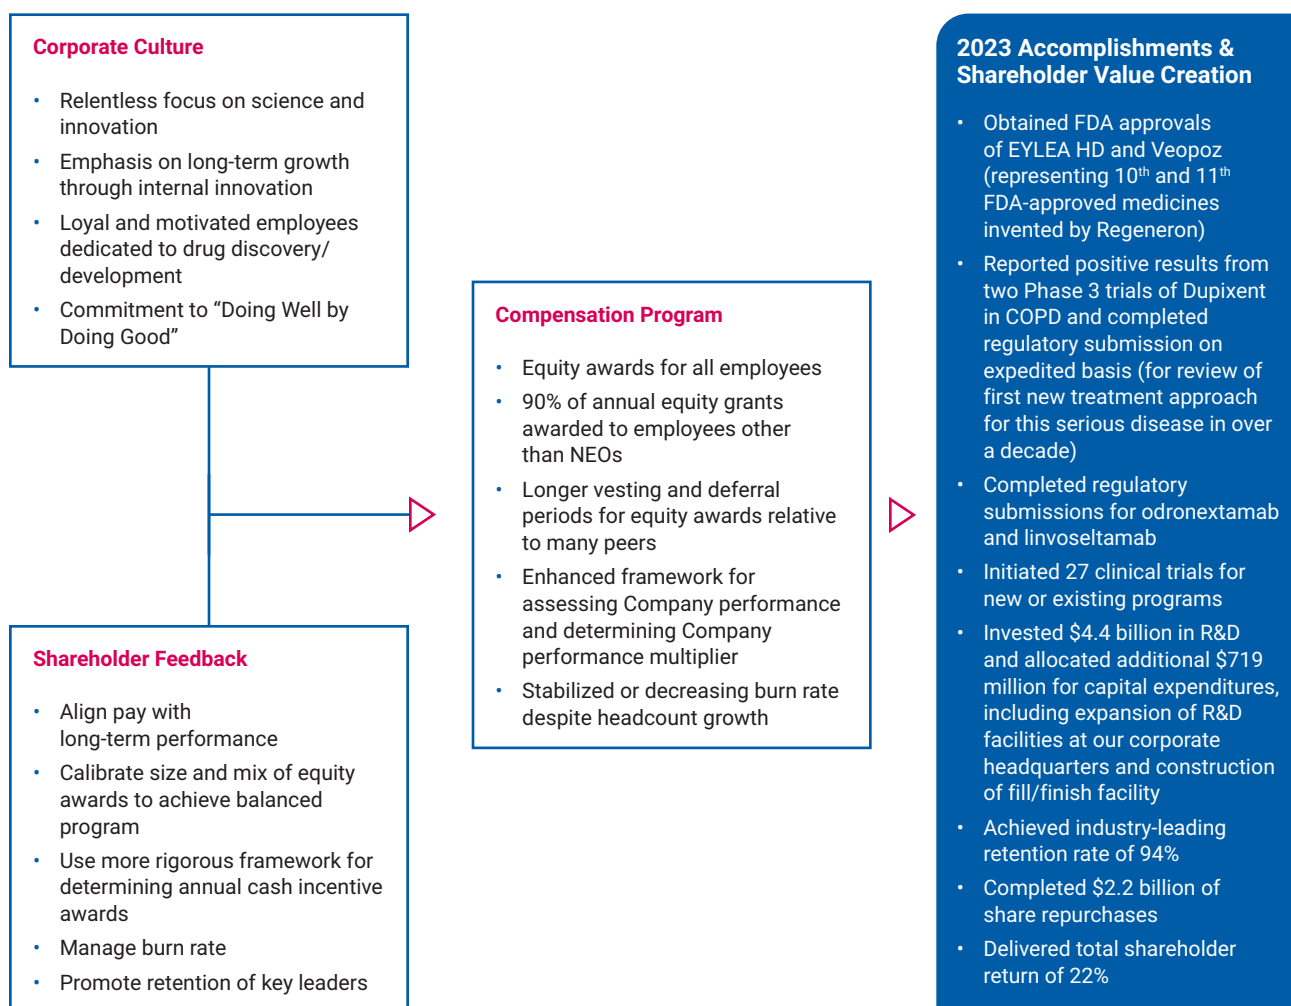 Corporate Culture
• Relentless focus on science and
innovation
• Emphasis on long-term growth
through internal innovation
• Loyal and motivated employees
dedicated to drug discovery/
development
• Commitment to “Doing Well by
Doing Good”
Shareholder Feedback
• Align pay with
long-term performance
• Calibrate size and mix of equity
awards to achieve balanced
program
• Use more rigorous framework for
determining annual cash incentive
awards
• Manage burn rate
• Promote retention of key leaders
Compensation Program
• Equity awards for all employees
• 90% of annual equity grants
awarded to employees other
than NEOs
• Longer vesting and deferral
periods for equity awards relative
to many peers
• Enhanced framework for
assessing Company performance
and determining Company
performance multiplier
• Stabilized or decreasing burn rate
despite headcount growth
2023 Accomplishments &
Shareholder Value Creation
• Obtained FDA approvals
of EYLEA HD and Veopoz
(representing 10th and 11th
FDA-approved medicines
invented by Regeneron)
• Reported positive results from
two Phase 3 trials of Dupixent
in COPD and completed
regulatory submission on
expedited basis (for review of
first new treatment approach
for this serious disease in over
a decade)
• Completed regulatory
submissions for odronextamab
and linvoseltamab
• Initiated 27 clinical trials for
new or existing programs
• Invested $4.4 billion in R&D
and allocated additional $719
million for capital expenditures,
including expansion of R&D
facilities at our corporate
headquarters and construction
of fill/finish facility
• Achieved industry-leading
retention rate of 94%
• Completed $2.2 billion of
share repurchases
• Delivered total shareholder
return of 22%